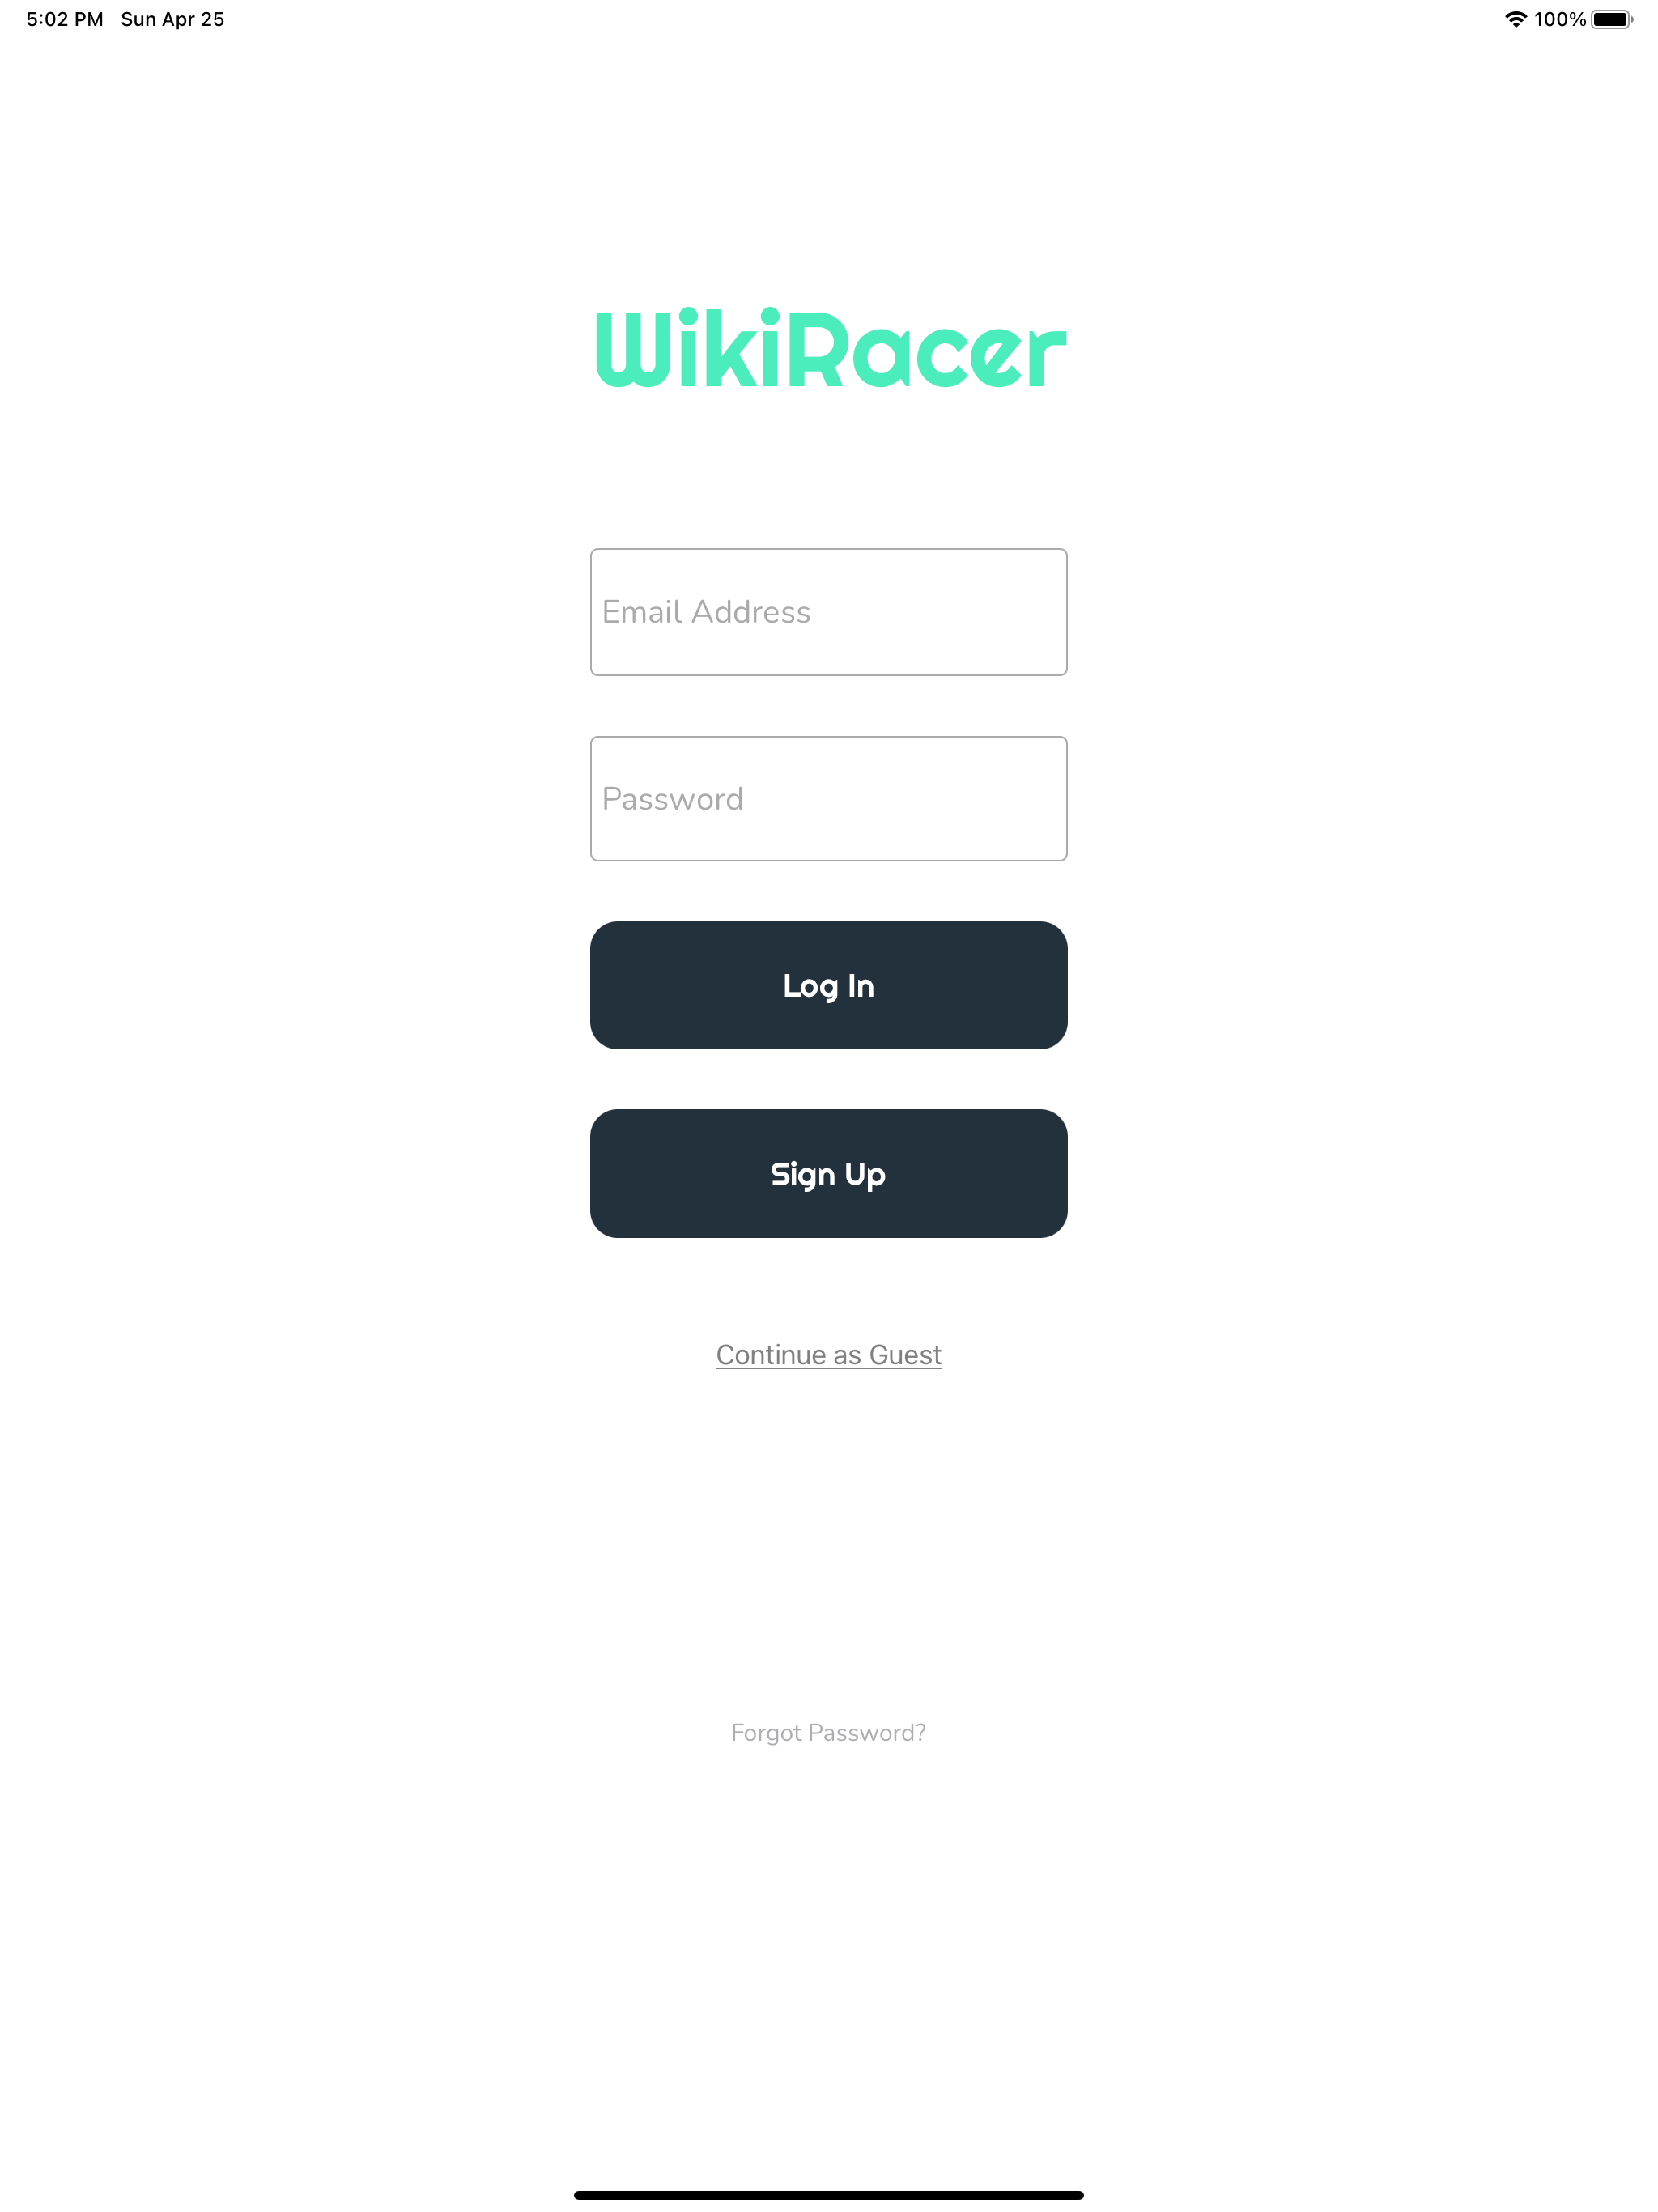 5:02 PM Sun Apr 25 100%
WikiRacer
Email Address
Password
Log In
Sign Up
Continue as Guest
Forgot Password?